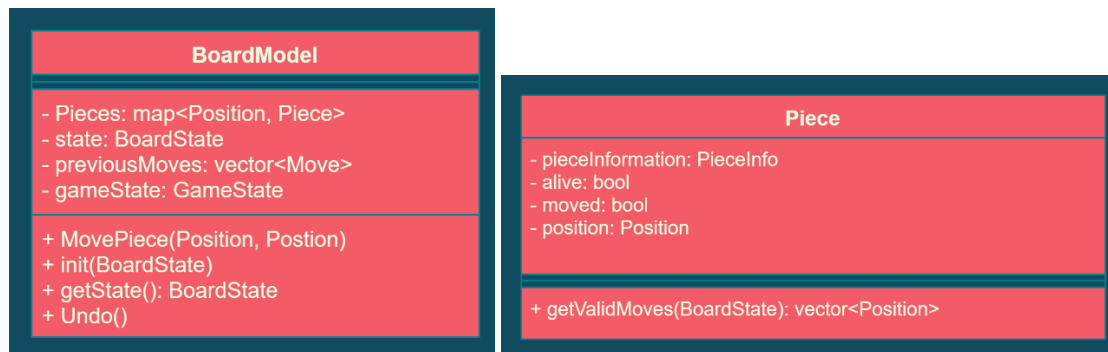 BoardModel
- Pieces: map<Position, Piece>
- state: BoardState
- previousMoves: vector<Move>
- gameState: GameState
+ MovePiece(Position, Postion)
+ init(BoardState)
+ getState(): BoardState
+ Undo()
Piece
- pieceInformation: PieceInfo
- alive: bool
- moved: bool
- position: Position
+ getValidMoves(BoardState): vector<Position>